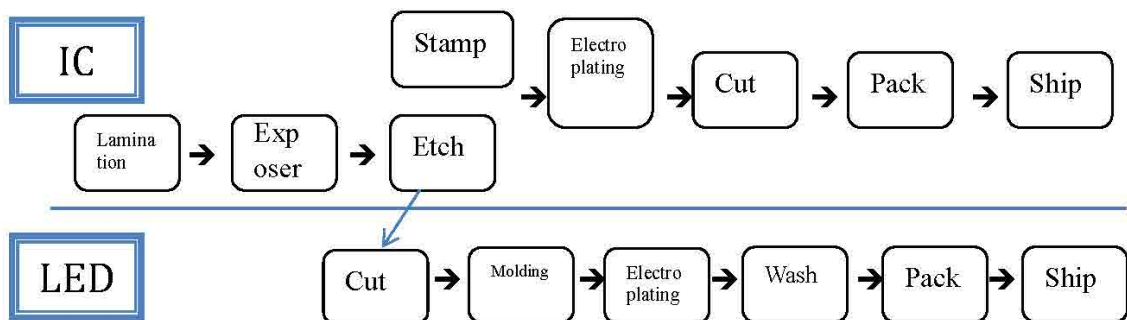 IC
Stamp
Electro
plating
Cut
Pack
Ship
Lamina
tion
Exp
oser
Etch
LED
Cut
Molding
Electro
plating
Wash
Pack
Ship